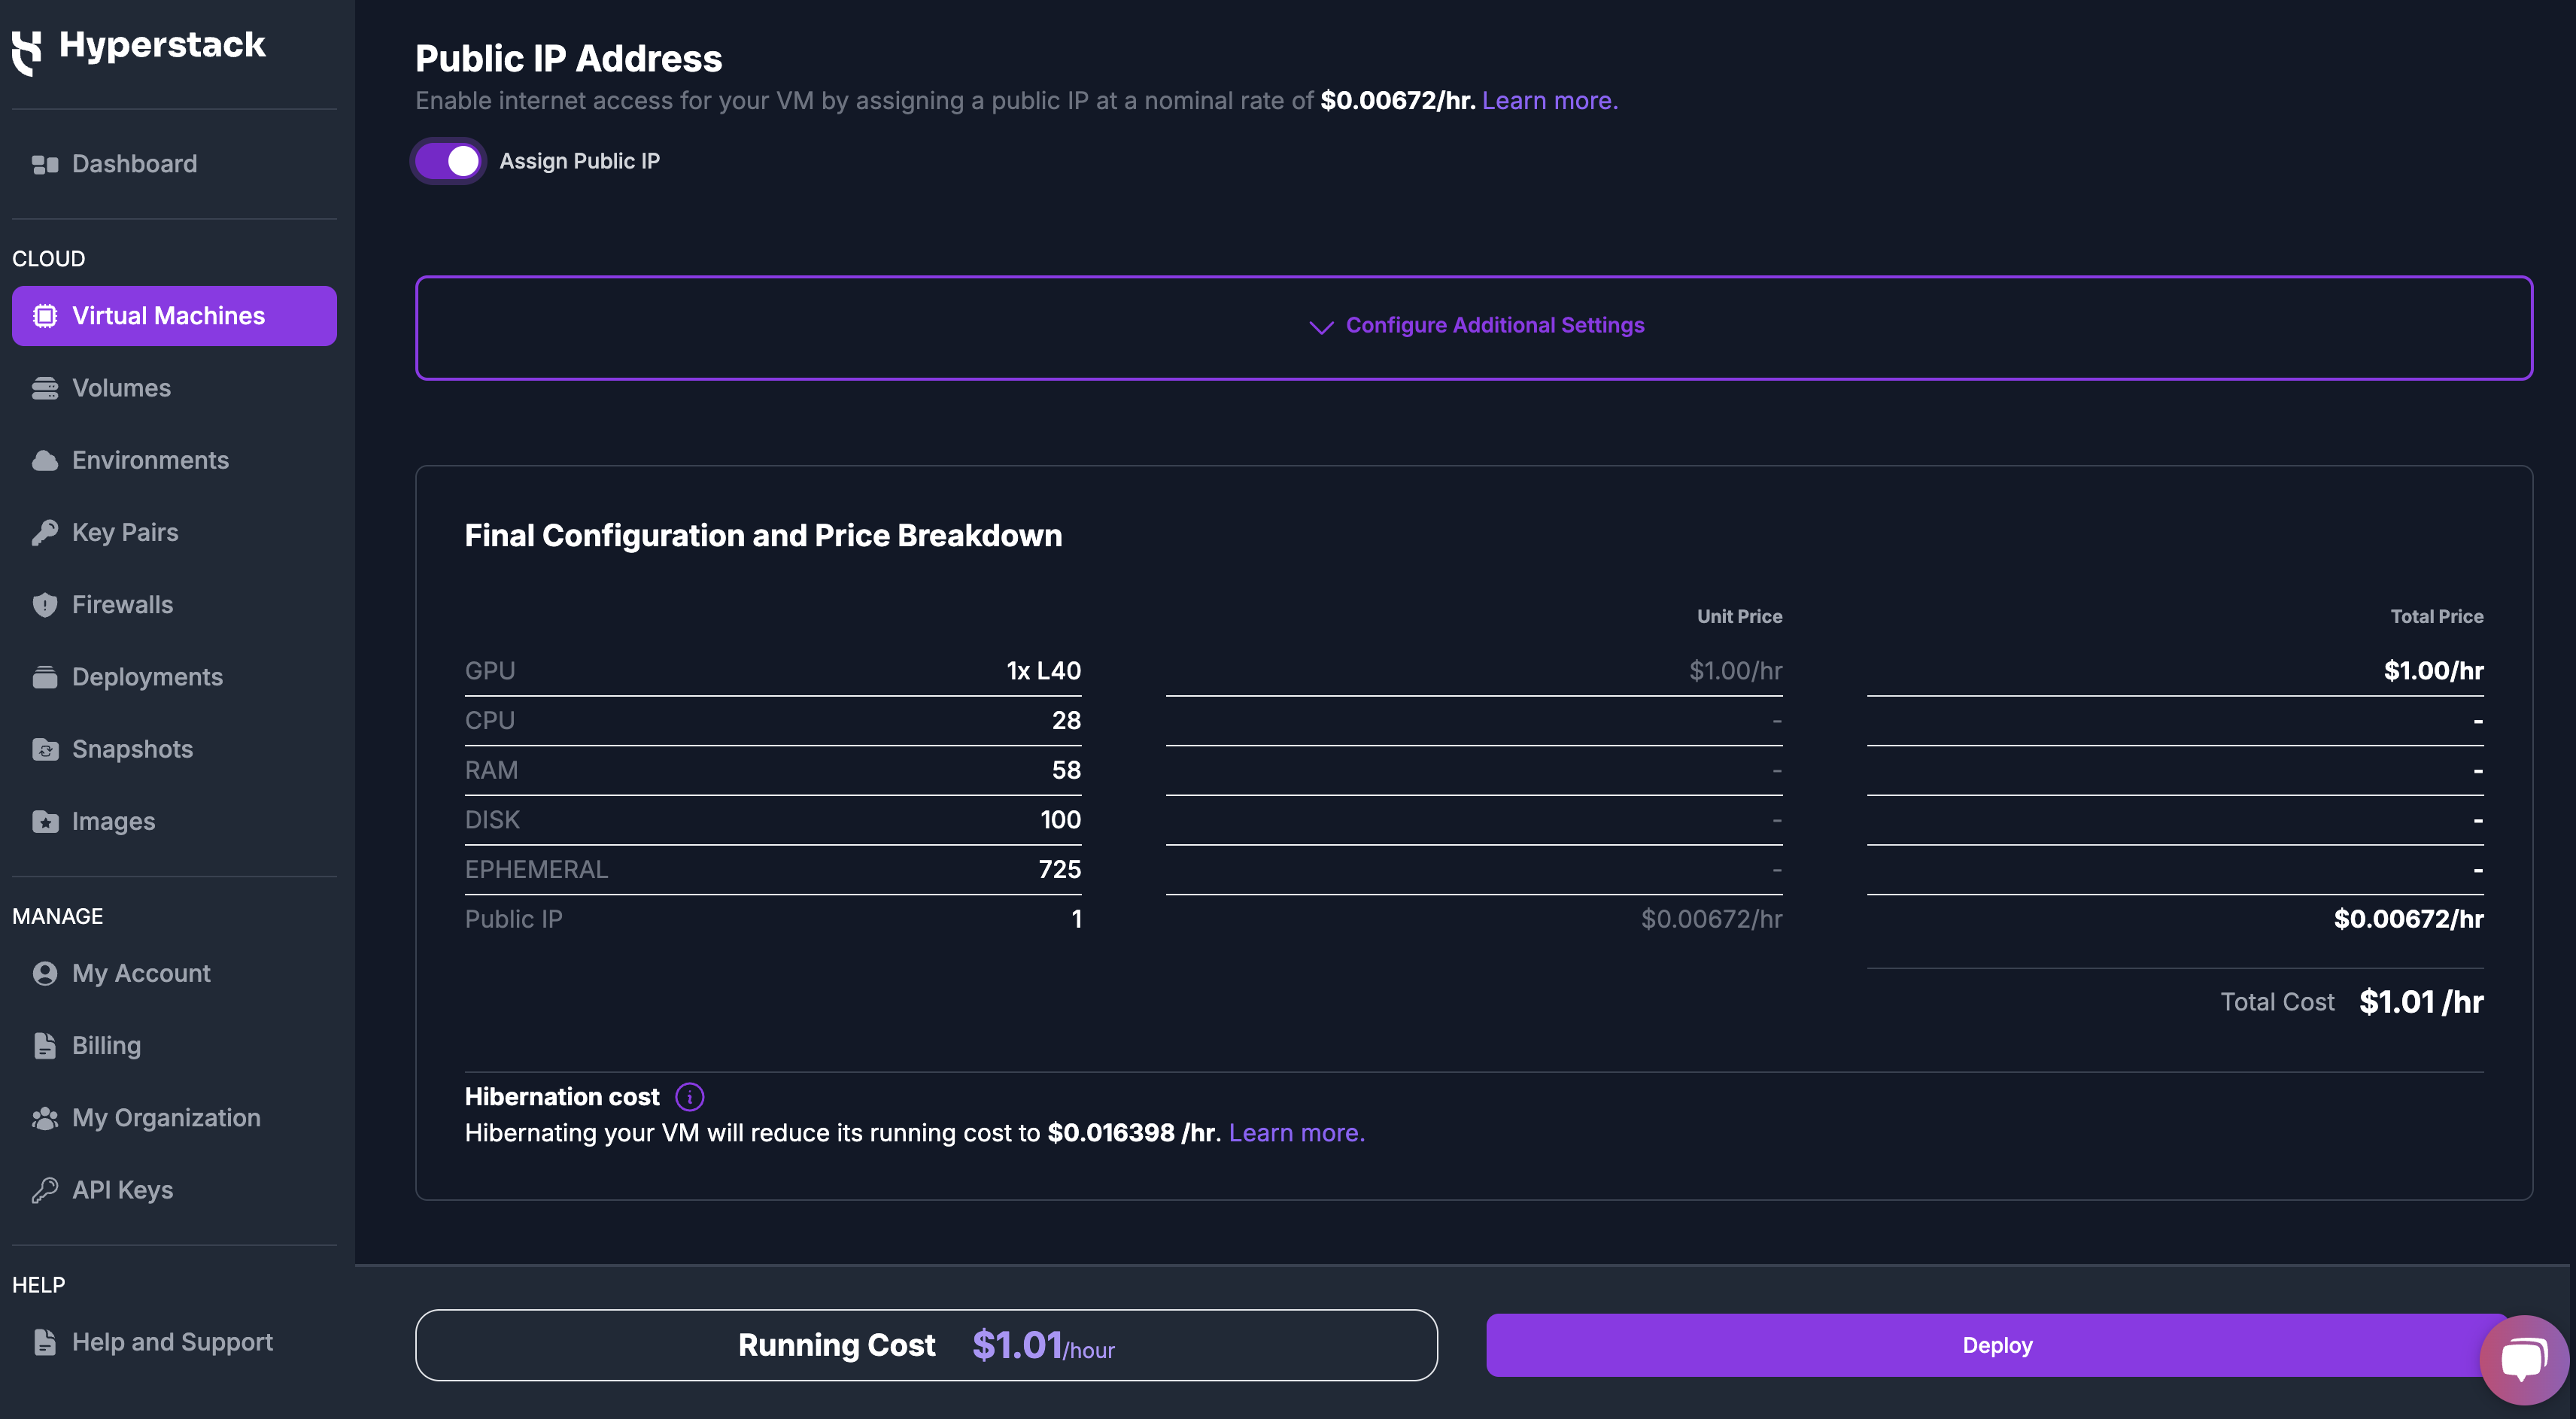 Hyperstack
Dashboard
CLOUD
Virtual Machines
Volumes
Environments
Key Pairs
Firewalls
Deployments
Snapshots
Images
MANAGE
My Account
Billing
My Organization
API Keys
HELP
Help and Support
Public IP Address
Enable internet access for your VM by assigning a public IP at a nominal rate of $0.00672/hr. Learn more.
Assign Public IP
Configure Additional Settings
Final Configuration and Price Breakdown
Unit Price Total Price
GPU 1x L40 $1.00/hr $1.00/hr
CPU 28 - -
RAM 58 - -
DISK 100 - -
EPHEMERAL 725 - -
Public IP 1 $0.00672/hr $0.00672/hr
Total Cost $1.01 /hr
Hibernation cost
Hibernating your VM will reduce its running cost to $0.016398 /hr. Learn more.
Running Cost $1.01/hour
Deploy